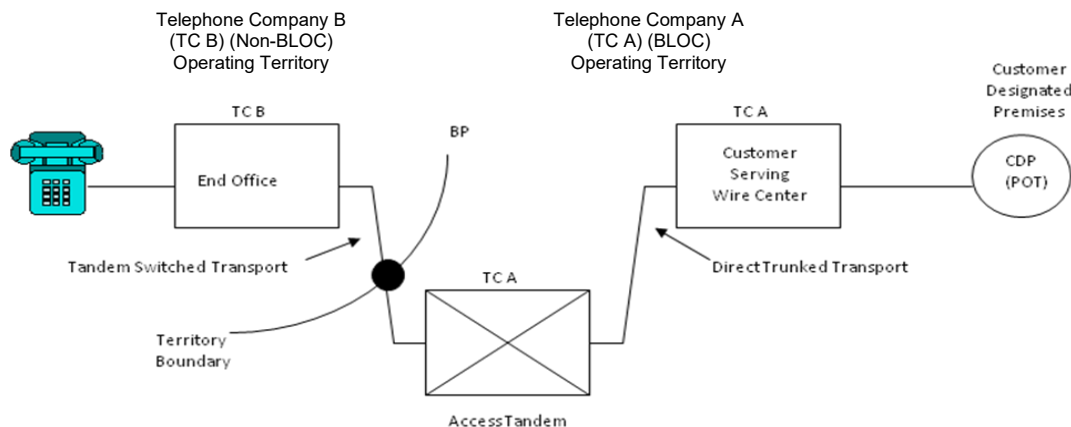 Telephone Company B
(TC B) (Non-BLOC)
Operating Territory
Telephone Company A
(TC A) (BLOC)
Operating Territory
Customer
Designated
Premises
TC B
End Office
BP
TC A
Customer
Serving
Wire Center
CDP
(POT)
Tandem Switched Transport
Direct Trunked Transport
TC A
Territory
Boundary
Access Tandem